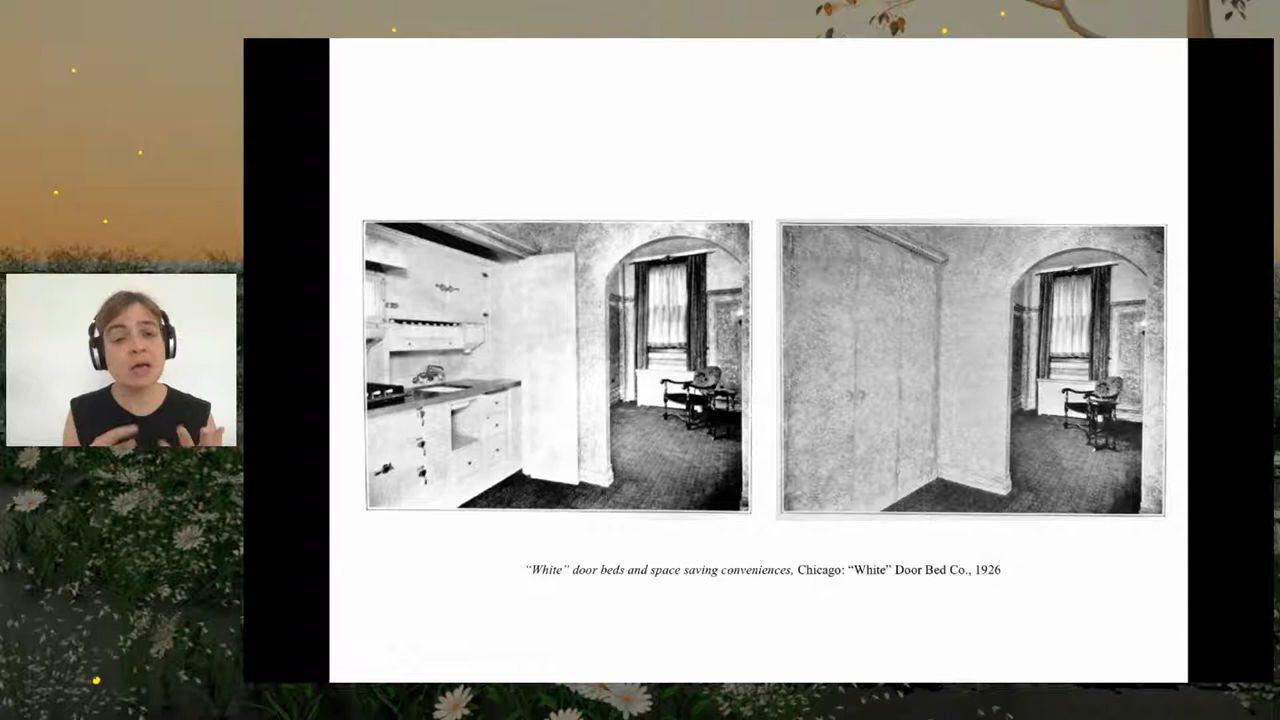 "White" door beds and space saving conveniences, Chicago: "White" Door Bed Co., 1926